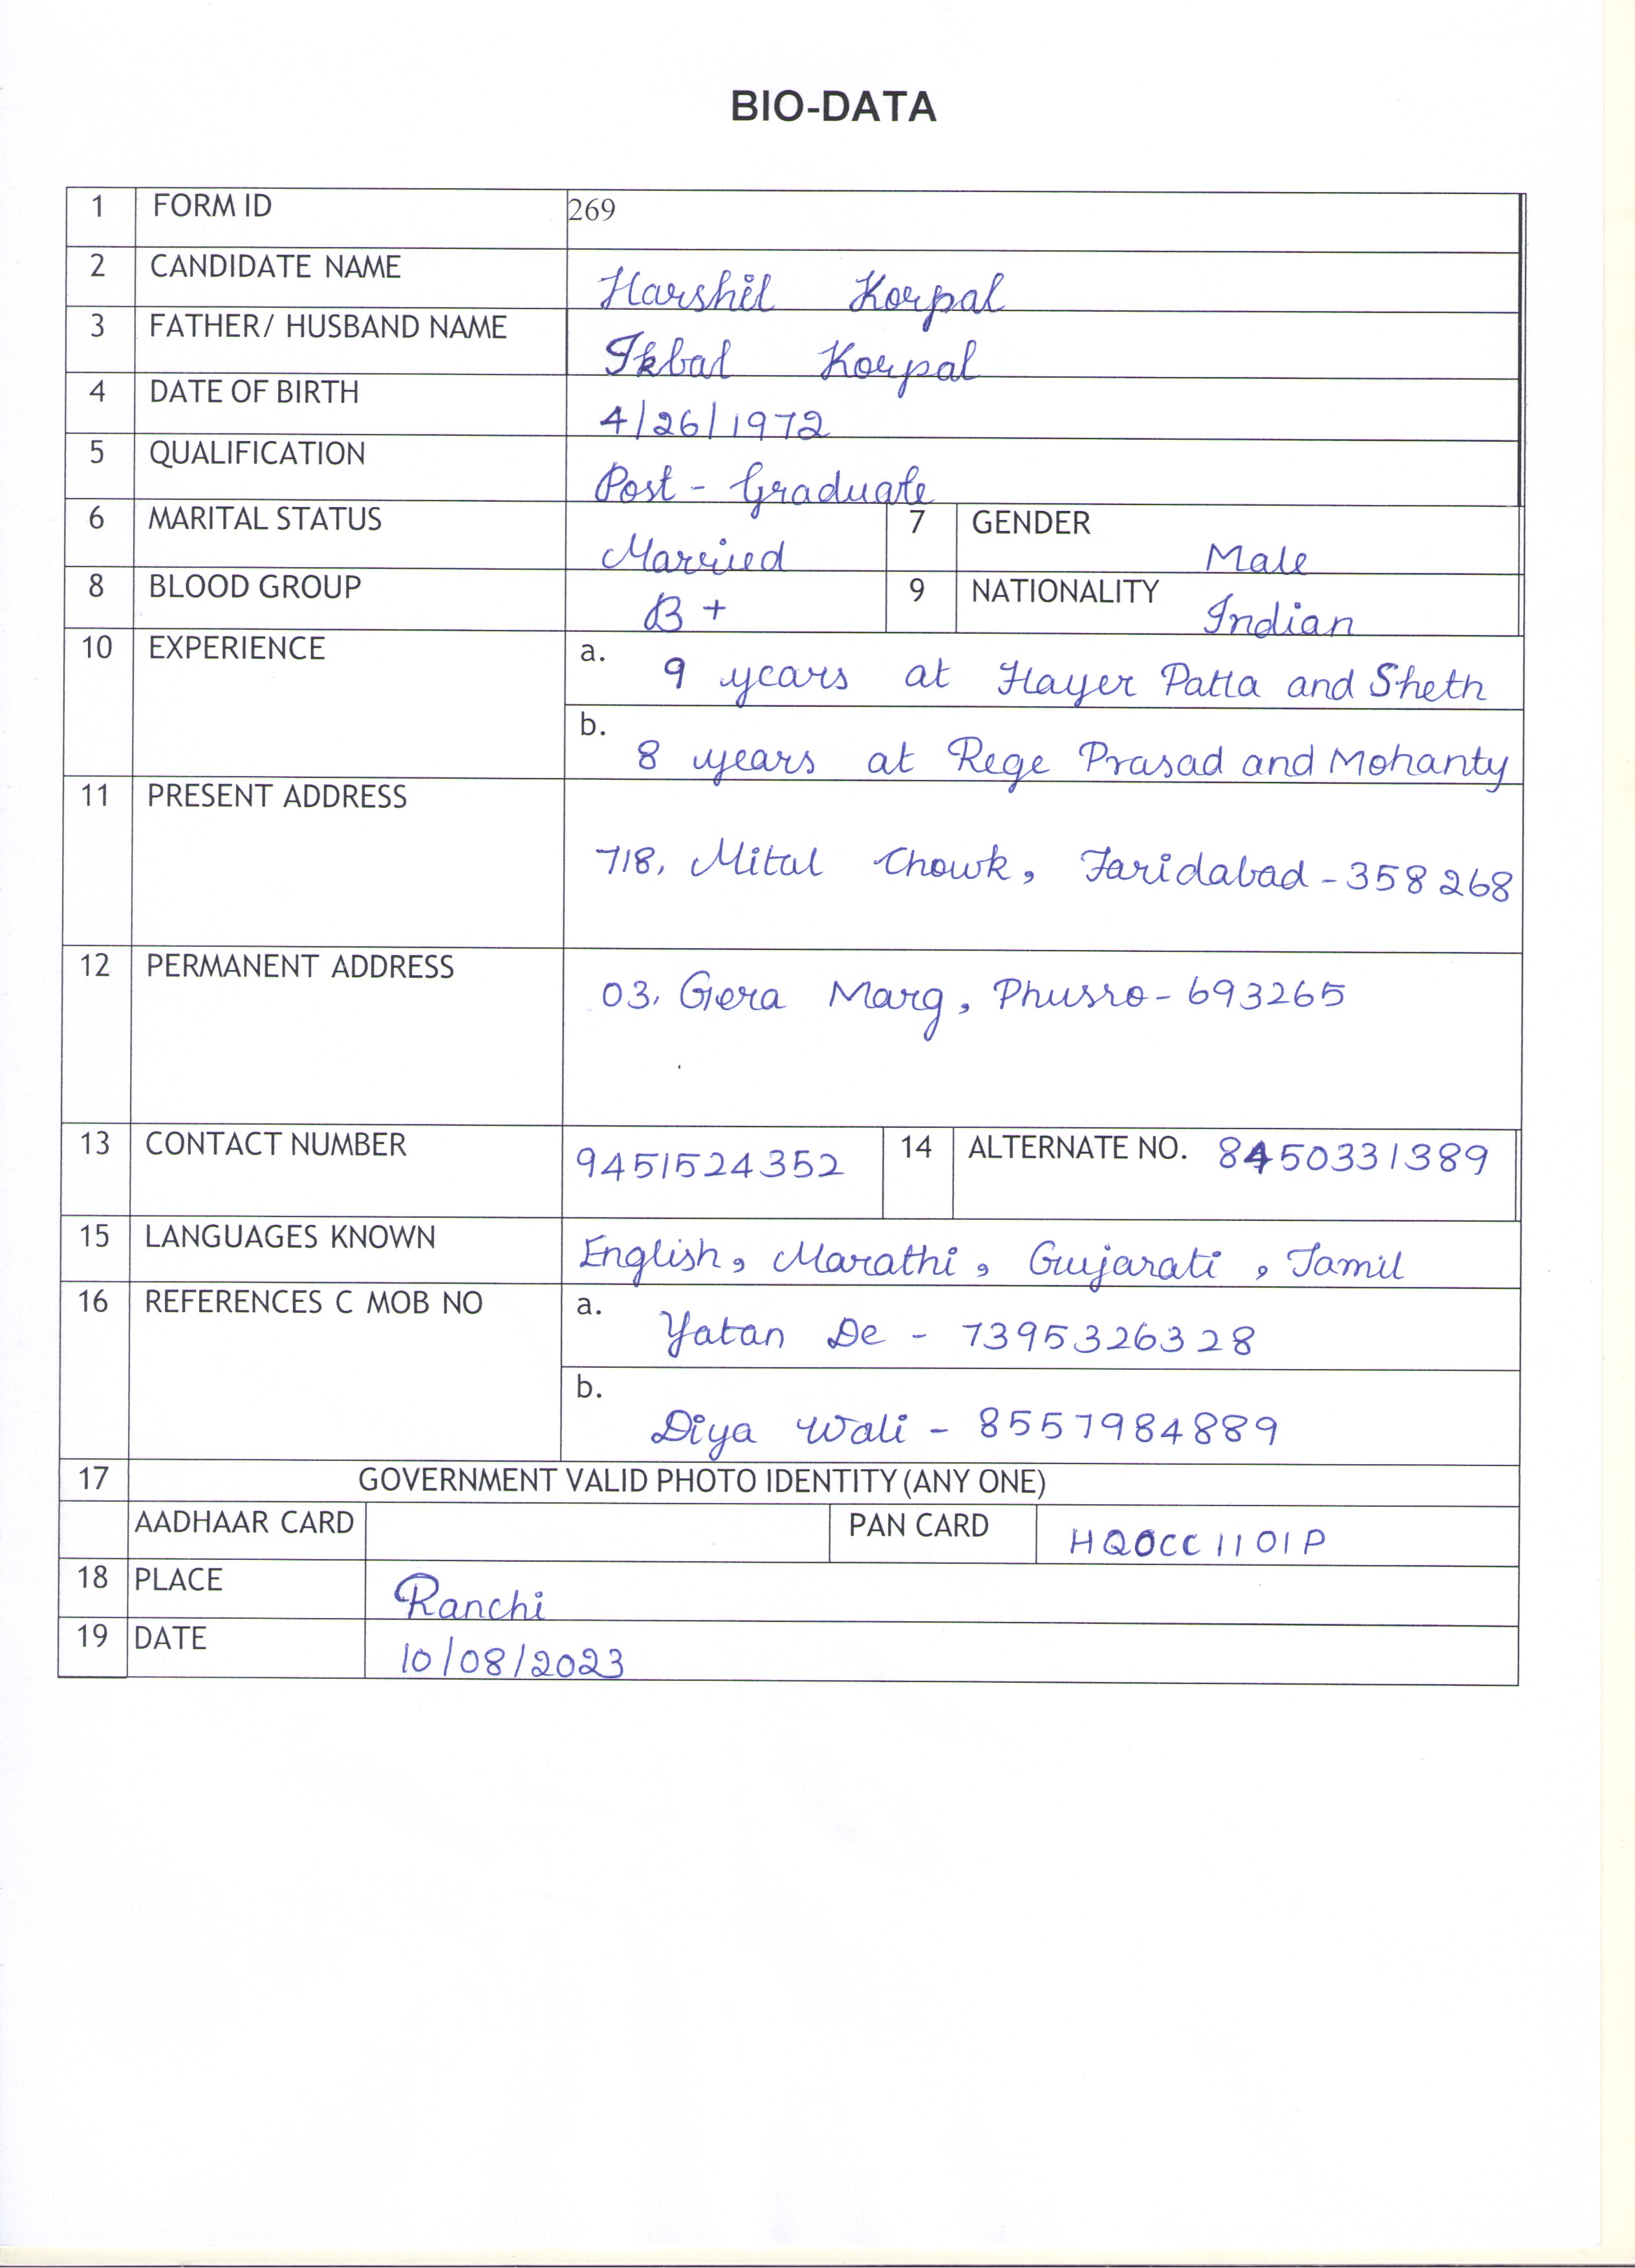 BIO-DATA
1 FORM ID 269
2 CANDIDATE NAME Harshil Korpal
3 FATHER/ HUSBAND NAME Ikbal Korpal
4 DATE OF BIRTH 4/26/1972
5 QUALIFICATION Post - Graduate
6 MARITAL STATUS Married 7 GENDER Male
8 BLOOD GROUP B + 9 NATIONALITY Indian
10 EXPERIENCE a. 9 years at Hayer Patla and Sheth
b. 8 years at Rege Prasad and Mohanty
11 PRESENT ADDRESS
718, Mital Chowk, Faridabad - 358268
12 PERMANENT ADDRESS 03, Gera Marg, Phusro - 693265
13 CONTACT NUMBER 9451524352 14 ALTERNATE NO. 8450331389
15 LANGUAGES KNOWN English, Marathi, Gujarati, Tamil
16 REFERENCES C MOB NO a. Yatan De - 7395326328
b. Diya Wali - 8557984889
17 GOVERNMENT VALID PHOTO IDENTITY (ANY ONE)
AADHAAR CARD PAN CARD HQOCC1101P
18 PLACE Ranchi
19 DATE 10/08/2023